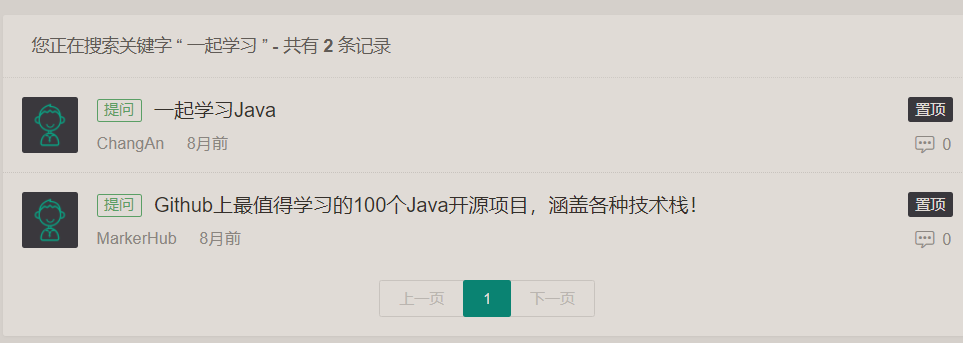 您正在搜索关键字 “ 一起学习 ” - 共有 2 条记录
提问 一起学习Java 置顶
ChangAn 8月前 0
提问 Github上最值得学习的100个Java开源项目，涵盖各种技术栈！ 置顶
MarkerHub 8月前 0
上一页 1 下一页